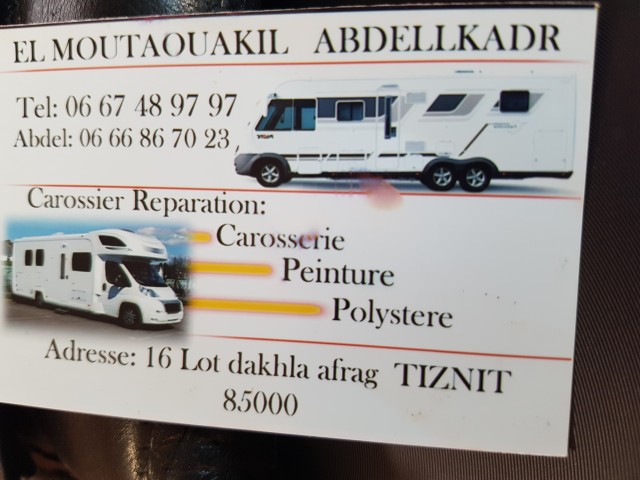 EL MOUTAOUAKIL ABDELLKADR
Tel: 06 67 48 97 97
Abdel: 06 66 86 70 23
Carossier Reparation:
Carosserie
Peinture
Polystere
Adresse: 16 Lot dakhla afrag TIZNIT
85000